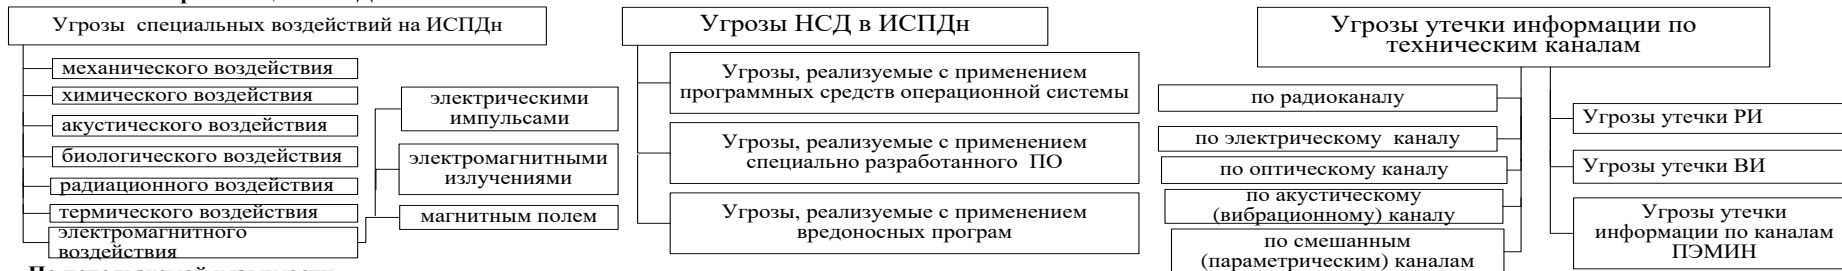 Угрозы специальных воздействий на ИСПДн
механического воздействия
химического воздействия
акустического воздействия
биологического воздействия
радиационного воздействия
термического воздействия
электромагнитного
воздействия
электрическими
импульсами
электромагнитными
излучениями
магнитным полем
Угрозы НСД в ИСПДн
Угрозы, реализуемые с применением
программных средств операционной системы
Угрозы, реализуемые с применением
специально разработанного ПО
Угрозы, реализуемые с применением
вредоносных програм
Угрозы утечки информации по
техническим каналам
по радиоканалу
по электрическому каналу
по оптическому каналу
по акустическому
(вибрационному) каналу
по смешанным
(параметрическим) каналам
Угрозы утечки РИ
Угрозы утечки ВИ
Угрозы утечки
информации по каналам
ПЭМИН